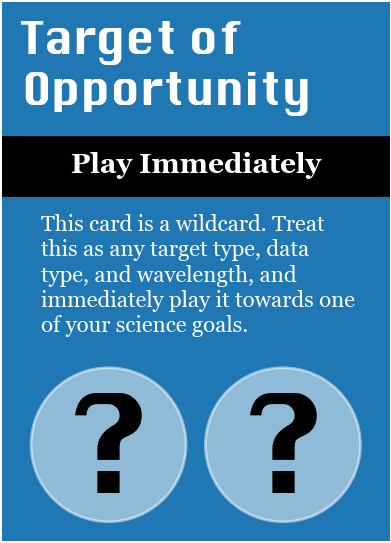 Target of
Opportunity
Play Immediately
This card is a wildcard. Treat
this as any target type, data
type, and wavelength, and
immediately play it towards one
of your science goals.
? ?